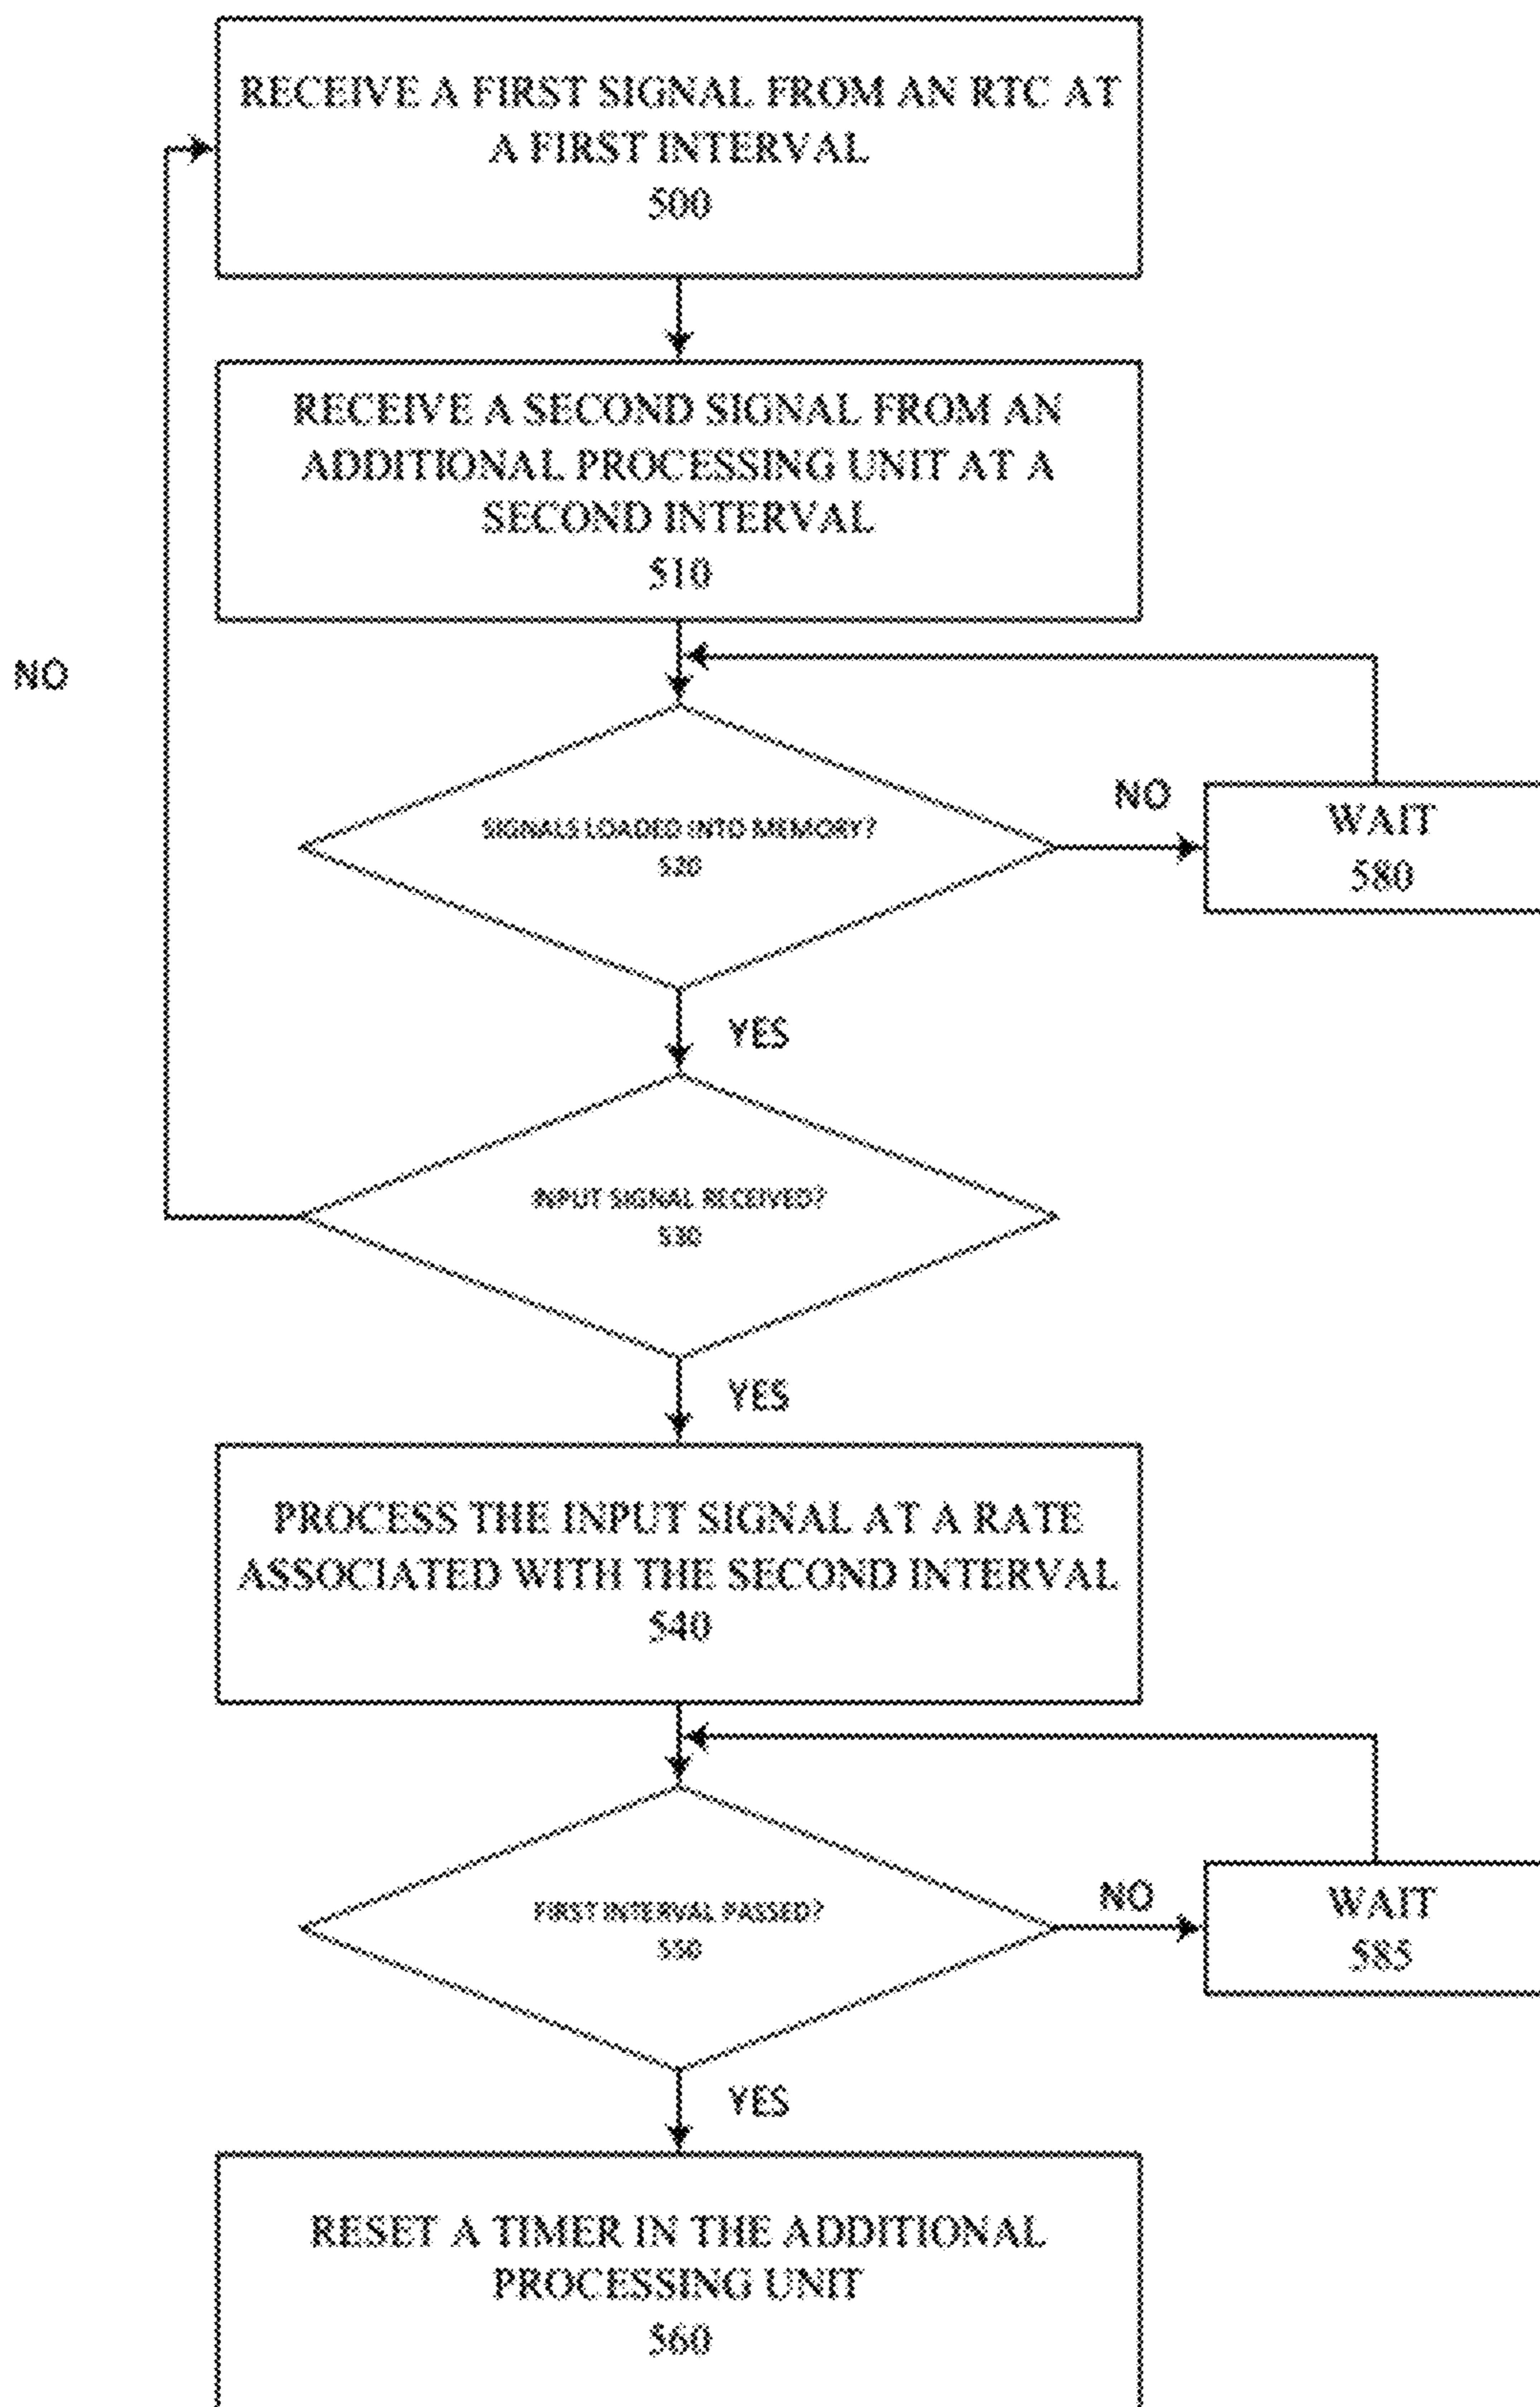 RECEIVE A FIRST SIGNAL FROM AN RTC AT
A FIRST INTERVAL
500
RECEIVE A SECOND SIGNAL FROM AN
ADDITIONAL PROCESSING UNIT AT A
SECOND INTERVAL
510
NO
SIGNALS LOADED INTO MEMORY?
520
NO
WAIT
580
YES
INPUT SIGNAL RECEIVED?
530
YES
PROCESS THE INPUT SIGNAL AT A RATE
ASSOCIATED WITH THE SECOND INTERVAL
540
FIRST INTERVAL PASSED?
550
NO
WAIT
585
YES
RESET A TIMER IN THE ADDITIONAL
PROCESSING UNIT
560